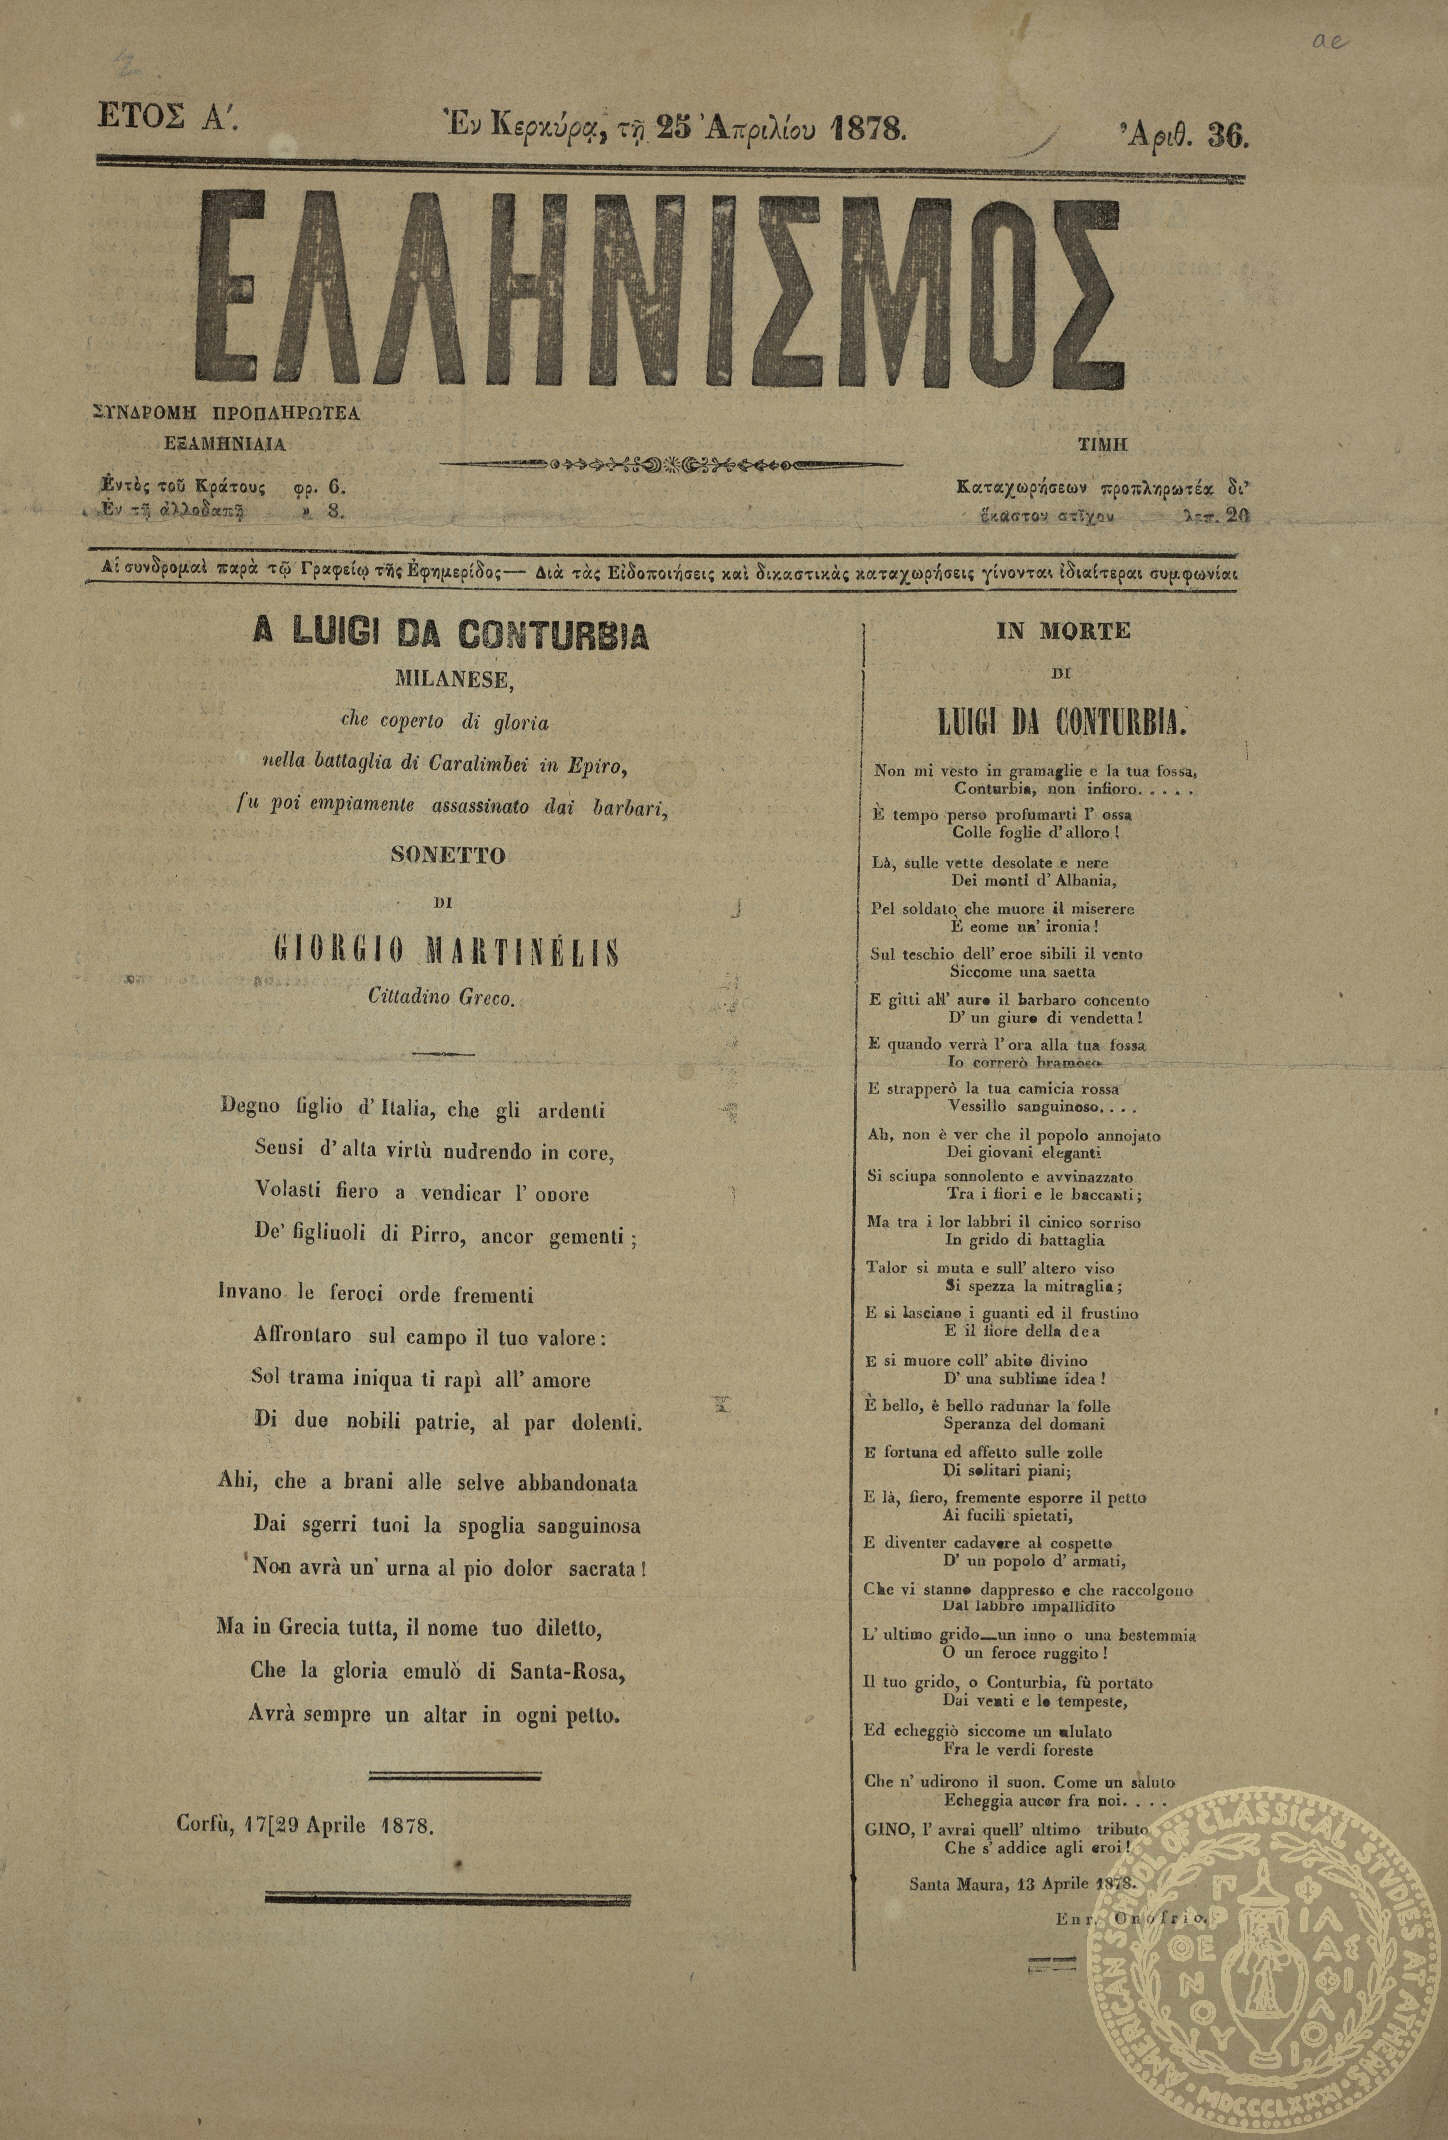 ΕΤΟΣ Α΄.
Ἐν Κερκύρᾳ, τῇ 25 Ἀπριλίου 1878.
Ἀριθ. 36.
ΕΛΛΗΝΙΣΜΟΣ
ΣΥΝΔΡΟΜΗ ΠΡΟΠΛΗΡΩΤΕΑ
ΕΞΑΜΗΝΙΑΙΑ
Ἐντὸς τοῦ Κράτους φρ. 6.
Ἐν τῇ ἀλλοδαπῇ » 8.
ΤΙΜΗ
Καταχωρήσεων προπληρωτέα δι'
ἕκαστον στῖχον λεπ. 20
Αἱ συνδρομαὶ παρὰ τῷ Γραφείῳ τῆς Ἐφημερίδος— Διὰ τὰς Εἰδοποιήσεις καὶ δικαστικὰς καταχωρήσεις γίνονται ἰδιαίτεραι συμφωνίαι
A LUIGI DA CONTURBIA
MILANESE,
che coperto di gloria
nella battaglia di Caralimbei in Epiro,
fu poi empiamente assassinato dai barbari,
SONETTO
DI
GIORGIO MARTINÉLIS
Cittadino Greco.
Degno figlio d' Italia, che gli ardenti
Sensi d' alta virtù nudrendo in core,
Volasti fiero a vendicar l' onore
De' figliuoli di Pirro, ancor gementi ;
Invano le feroci orde frementi
Affrontaro sul campo il tuo valore :
Sol trama iniqua ti rapì all' amore
Di due nobili patrie, al par dolenti.
Ahi, che a brani alle selve abbandonata
Dai sgerri tuoi la spoglia sanguinosa
Non avrà un' urna al pio dolor sacrata !
Ma in Grecia tutta, il nome tuo diletto,
Che la gloria emulò di Santa-Rosa,
Avrà sempre un altar in ogni petto.
Corfù, 17[29 Aprile 1878.
IN MORTE
DI
LUIGI DA CONTURBIA.
Non mi vesto in gramaglie e la tua fossa,
Conturbia, non infioro. . . . .
È tempo perso profumarti l' ossa
Colle foglie d' alloro !
Là, sulle vette desolate e nere
Dei monti d' Albania,
Pel soldato che muore il miserere
È come un' ironia !
Sul teschio dell' eroe sibili il vento
Siccome una saetta
E gitti all' aure il barbaro concento
D' un giuro di vendetta !
E quando verrà l' ora alla tua fossa
Io correrò bramoso
E strapperò la tua camicia rossa
Vessillo sanguinoso. . . .
Ah, non è ver che il popolo annojato
Dei giovani eleganti
Si sciupa sonnolento e avvinazzato
Tra i fiori e le baccanti ;
Ma tra i lor labbri il cinico sorriso
In grido di battaglia
Talor si muta e sull' altero viso
Si spezza la mitraglia ;
E si lasciano i guanti ed il frustino
E il fiore della dea
E si muore coll' abito divino
D' una sublime idea !
È bello, è bello radunar la folle
Speranza del domani
E fortuna ed affetto sulle zolle
Di solitari piani;
E là, fiero, fremente esporre il petto
Ai fucili spietati,
E diventar cadavere al cospetto
D' un popolo d' armati,
Che vi stanno dappresso e che raccolgono
Dal labbro impallidito
L' ultimo grido—un inno o una bestemmia
O un feroce ruggito !
Il tuo grido, o Conturbia, fù portato
Dai venti e le tempeste,
Ed echeggiò siccome un ululato
Fra le verdi foreste
Che n' udirono il suon. Come un saluto
Echeggia ancor fra noi. . . .
GINO, l' avrai quell' ultimo tributo
Che s' addice agli eroi !
Santa Maura, 13 Aprile 1878.
Enr. Onofrio.
AMERICAN SCHOOL OF CLASSICAL STVDIES AT ATHENS
MDCCCLXXXI
ΠΑΡΘΕΝΟΥ ΦΙΛΑΣ ΦΙΛΟΙ
ae